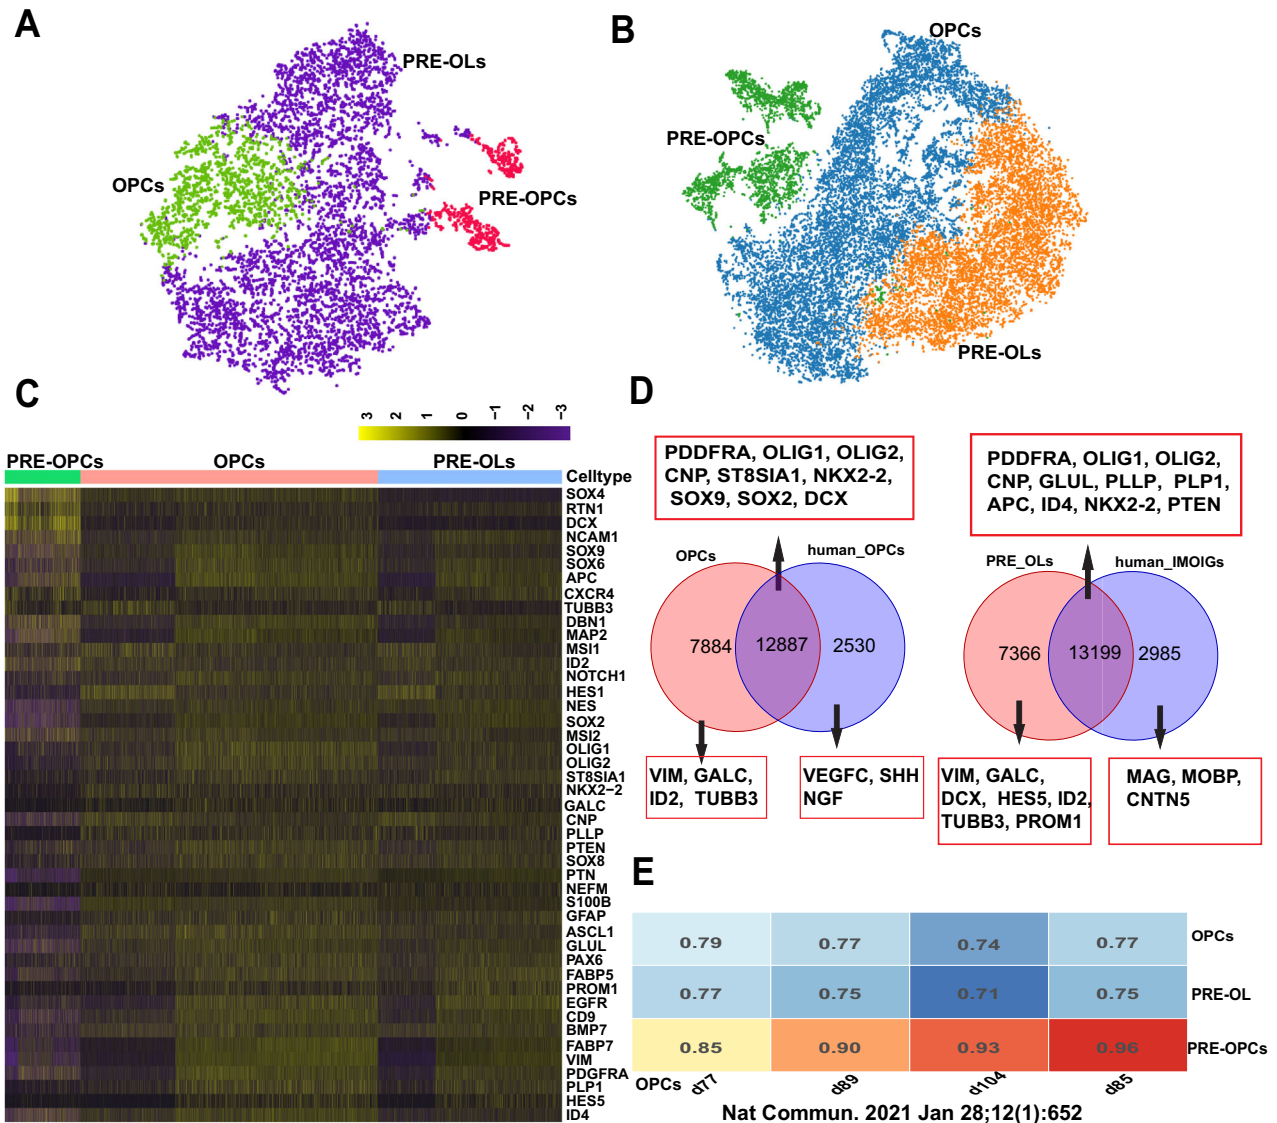 A
PRE-OLs
OPCs
PRE-OPCs
B
OPCs
PRE-OPCs
PRE-OLs
C
3 2 1 0 −1 −2 −3
PRE-OPCs OPCs PRE-OLs
Celltype
SOX4
RTN1
DCX
NCAM1
SOX9
SOX6
APC
CXCR4
TUBB3
DBN1
MAP2
MSI1
ID2
NOTCH1
HES1
NES
SOX2
MSI2
OLIG1
OLIG2
ST8SIA1
NKX2−2
GALC
CNP
PLLP
PTEN
SOX8
PTN
NEFM
S100B
GFAP
ASCL1
GLUL
PAX6
FABP5
PROM1
EGFR
CD9
BMP7
FABP7
VIM
PDGFRA
PLP1
HES5
ID4
D
PDDFRA, OLIG1, OLIG2,
CNP, ST8SIA1, NKX2-2,
SOX9, SOX2, DCX
OPCs
human_OPCs
7884 12887 2530
VIM, GALC,
ID2, TUBB3
VEGFC, SHH
NGF
PDDFRA, OLIG1, OLIG2,
CNP, GLUL, PLLP, PLP1,
APC, ID4, NKX2-2, PTEN
PRE_OLs
human_IMOlGs
7366 13199 2985
VIM, GALC,
DCX, HES5, ID2,
TUBB3, PROM1
MAG, MOBP,
CNTN5
E
0.79 0.77 0.74 0.77 OPCs
0.77 0.75 0.71 0.75 PRE-OL
0.85 0.90 0.93 0.96 PRE-OPCs
OPCs d77 d89 d104 d85
Nat Commun. 2021 Jan 28;12(1):652